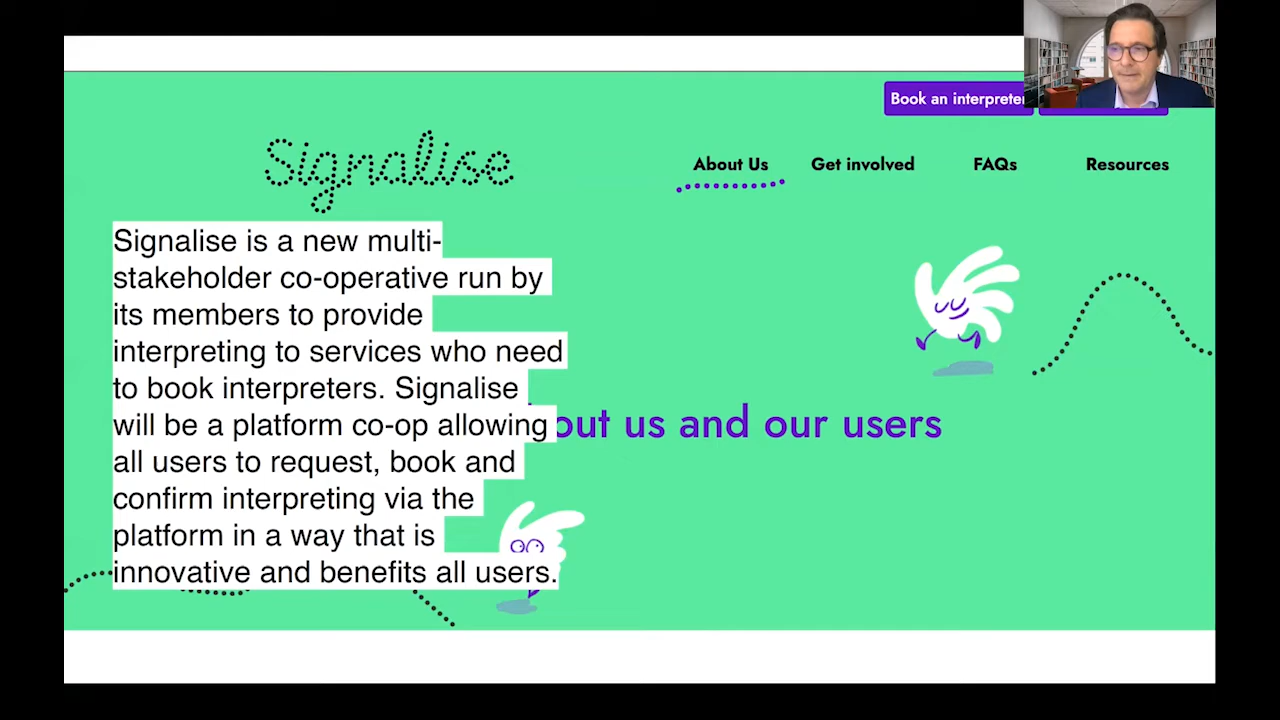 Book an interpreter
Signalise
About Us
Get involved
FAQs
Resources
Signalise is a new multi-
stakeholder co-operative run by
its members to provide
interpreting to services who need
to book interpreters. Signalise
will be a platform co-op allowing
all users to request, book and
confirm interpreting via the
platform in a way that is
innovative and benefits all users.
out us and our users